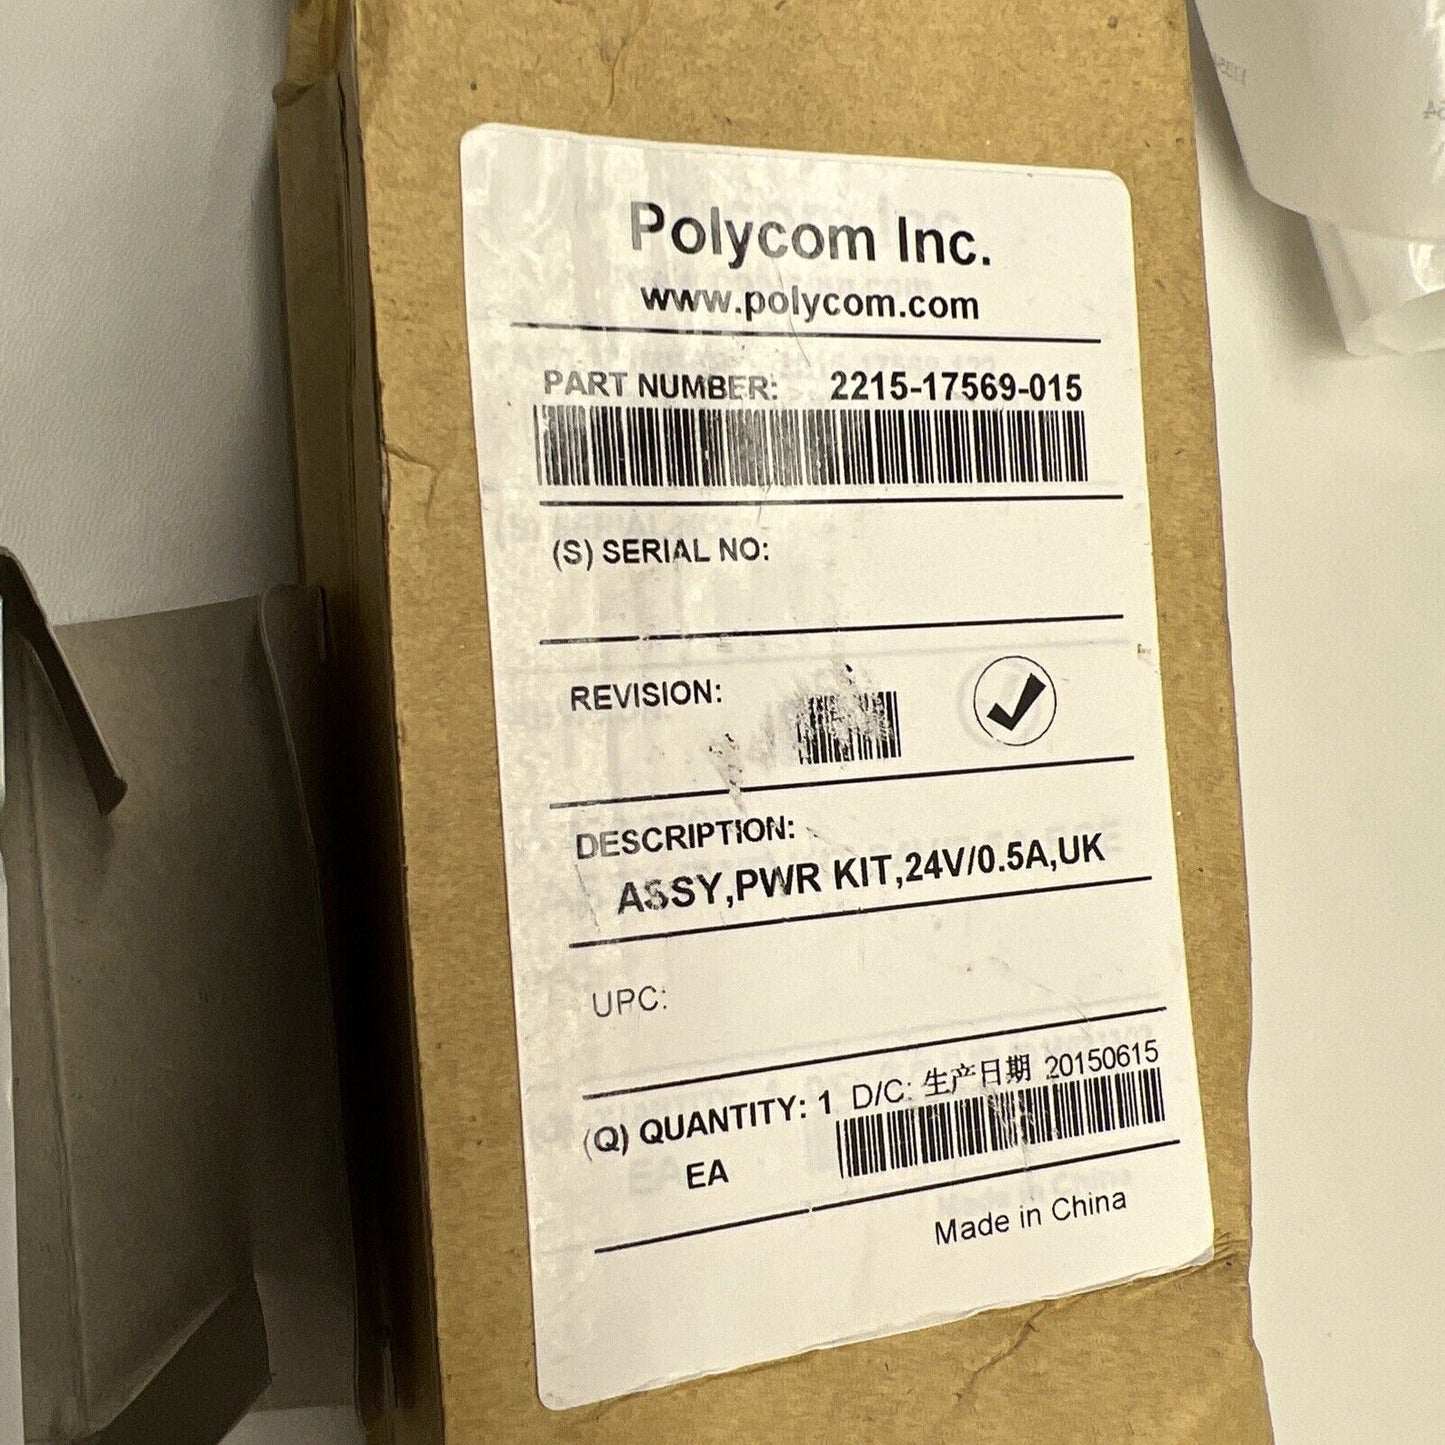 Polycom Inc.
www.polycom.com
PART NUMBER: 2215-17569-015
(S) SERIAL NO:
REVISION:
DESCRIPTION:
ASSY,PWR KIT,24V/0.5A,UK
UPC:
(Q) QUANTITY: 1 D/C: 生产日期 20150615
EA
Made in China